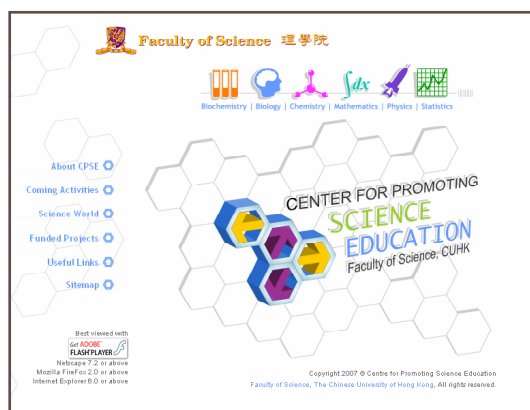 Faculty of Science 理學院
∫dx
Biochemistry | Biology | Chemistry | Mathematics | Physics | Statistics
About CPSE
Coming Activities
Science World
Funded Projects
Useful Links
Sitemap
CENTER FOR PROMOTING
SCIENCE
EDUCATION
Faculty of Science, CUHK
Best viewed with
Get ADOBE
FLASH PLAYER
Netscape 7.2 or above
Mozilla FireFox 2.0 or above
Internet Explorer 6.0 or above
Copyright 2007 © Centre for Promoting Science Education
Faculty of Science, The Chinese University of Hong Kong, All rights reserved.